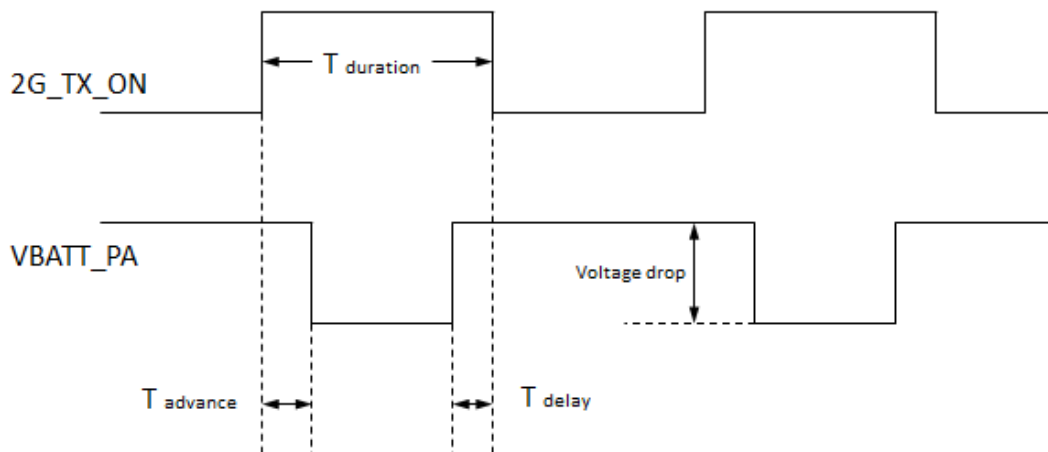 T duration
2G_TX_ON
VBATT_PA
Voltage drop
T advance
T delay